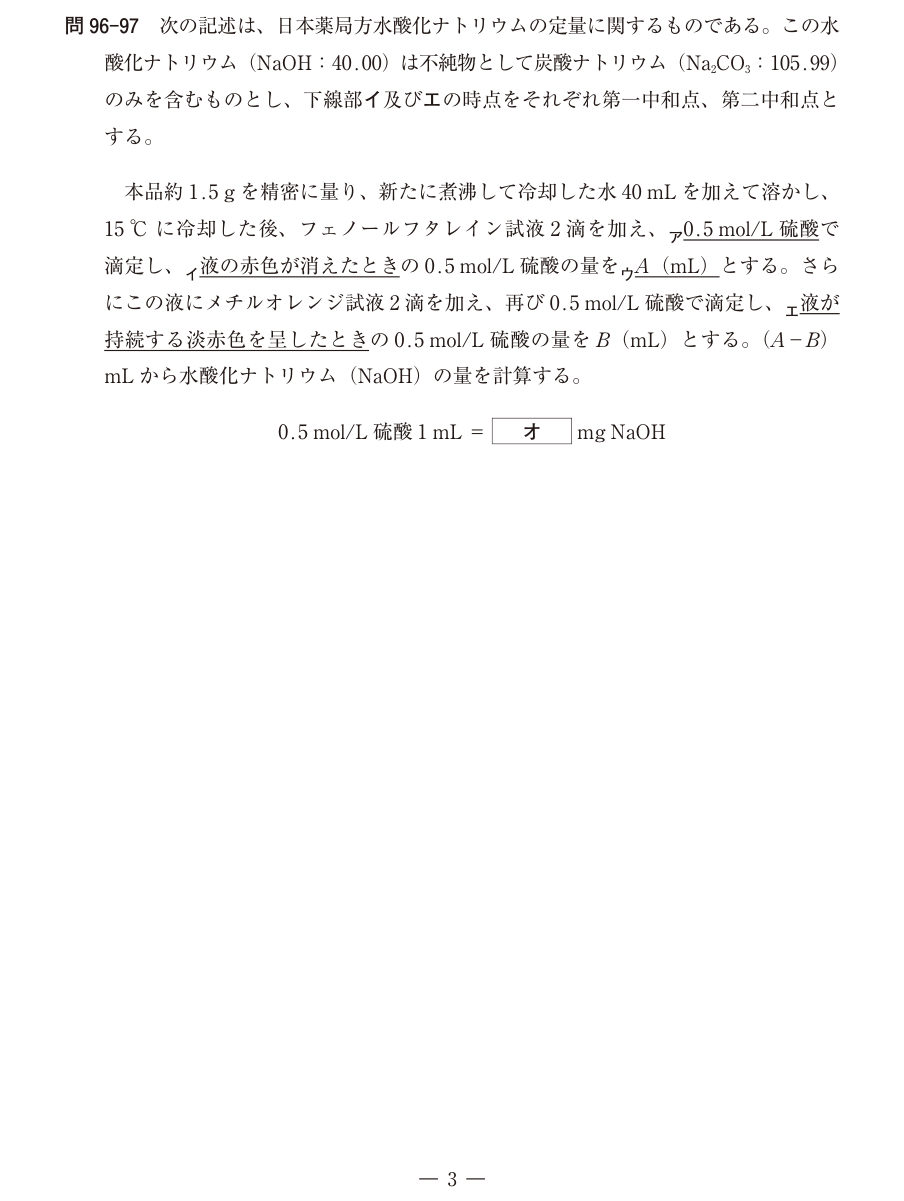 問 96−97　次の記述は、日本薬局方水酸化ナトリウムの定量に関するものである。この水
酸化ナトリウム（NaOH：40.00）は不純物として炭酸ナトリウム（Na₂CO₃：105.99）
のみを含むものとし、下線部イ及びエの時点をそれぞれ第一中和点、第二中和点と
する。
本品約 1.5 g を精密に量り、新たに煮沸して冷却した水 40 mL を加えて溶かし、
15 ℃ に冷却した後、フェノールフタレイン試液 2 滴を加え、ア0.5 mol/L 硫酸で
滴定し、イ液の赤色が消えたときの 0.5 mol/L 硫酸の量をウA（mL）とする。さら
にこの液にメチルオレンジ試液 2 滴を加え、再び 0.5 mol/L 硫酸で滴定し、エ液が
持続する淡赤色を呈したときの 0.5 mol/L 硫酸の量を B（mL）とする。（A − B）
mL から水酸化ナトリウム（NaOH）の量を計算する。
0.5 mol/L 硫酸 1 mL ＝ オ mg NaOH
— 3 —